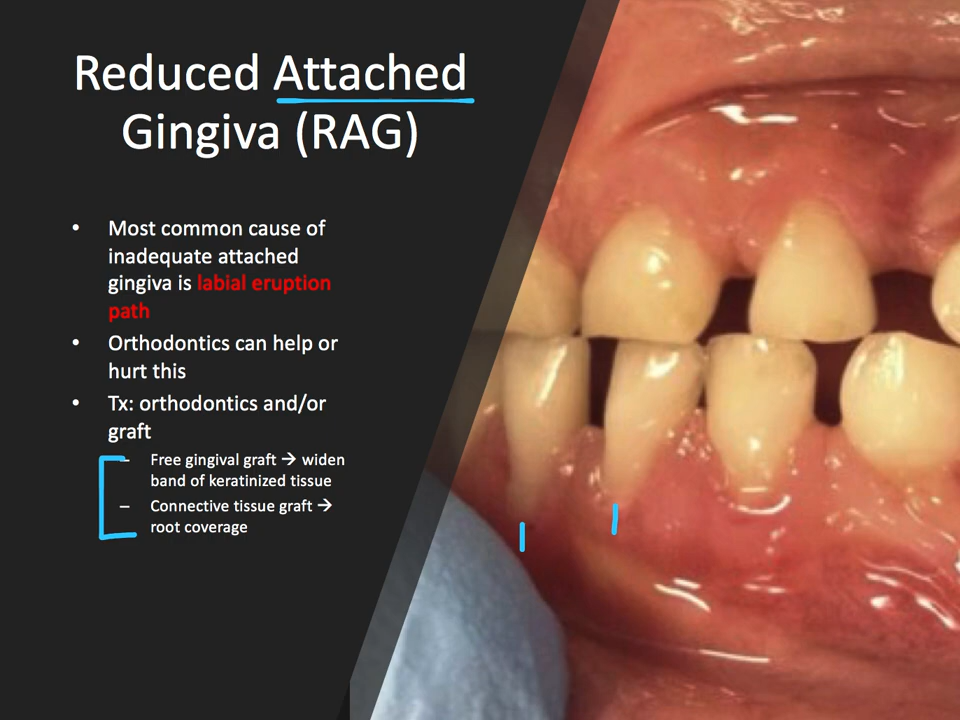 Reduced Attached
Gingiva (RAG)
• Most common cause of
inadequate attached
gingiva is labial eruption
path
• Orthodontics can help or
hurt this
• Tx: orthodontics and/or
graft
– Free gingival graft → widen
band of keratinized tissue
– Connective tissue graft →
root coverage